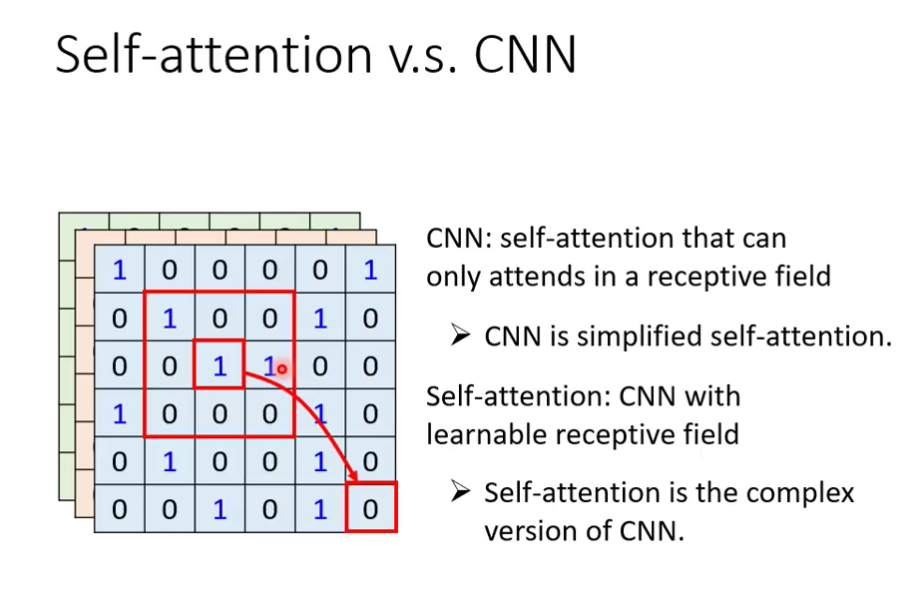 Self-attention v.s. CNN
1 0 0 0 0 1
0 1 0 0 1 0
0 0 1 1 0 0
1 0 0 0 1 0
0 1 0 0 1 0
0 0 1 0 1 0
CNN: self-attention that can
only attends in a receptive field
➢ CNN is simplified self-attention.
Self-attention: CNN with
learnable receptive field
➢ Self-attention is the complex
version of CNN.